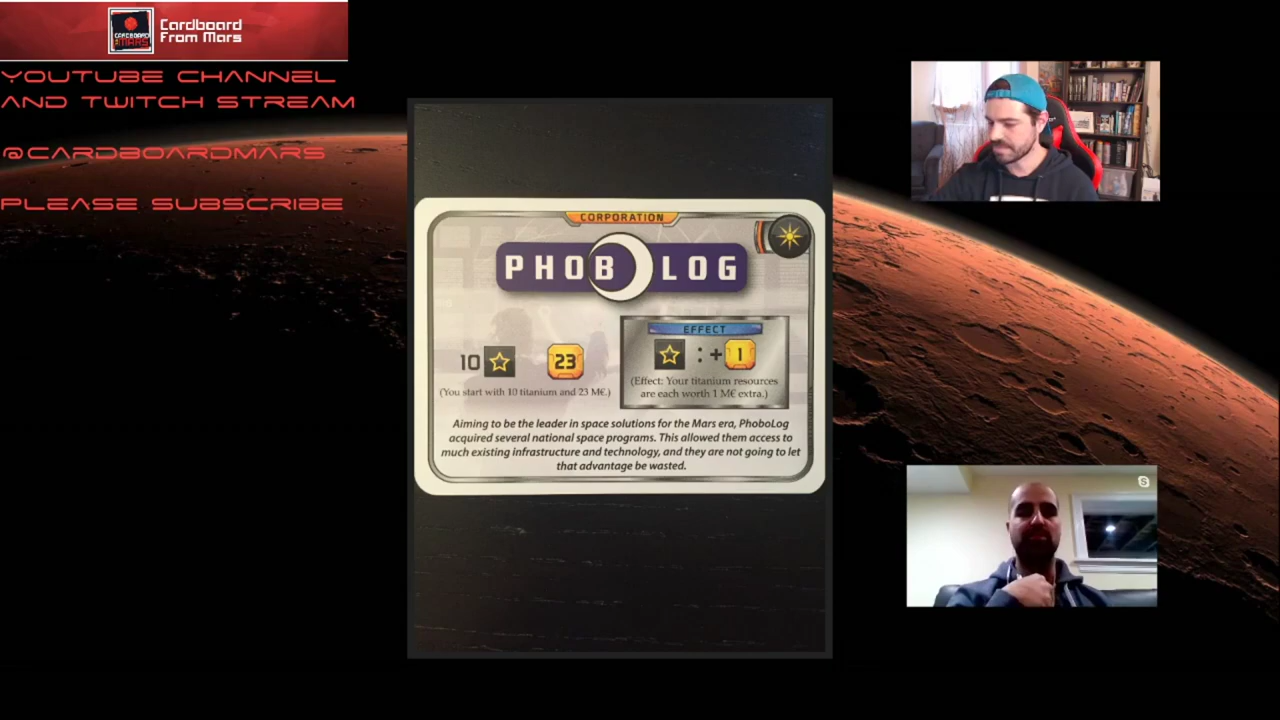 CARDBOARD
MARS
Cardboard
From Mars
YOUTUBE CHANNEL
AND TWITCH STREAM
@CARDBOARDMARS
PLEASE SUBSCRIBE
CORPORATION
PHOBOLOG
EFFECT
10
23
: + 1
(You start with 10 titanium and 23 M€.)
(Effect: Your titanium resources
are each worth 1 M€ extra.)
Aiming to be the leader in space solutions for the Mars era, PhoboLog
acquired several national space programs. This allowed them access to
much existing infrastructure and technology, and they are not going to let
that advantage be wasted.
S